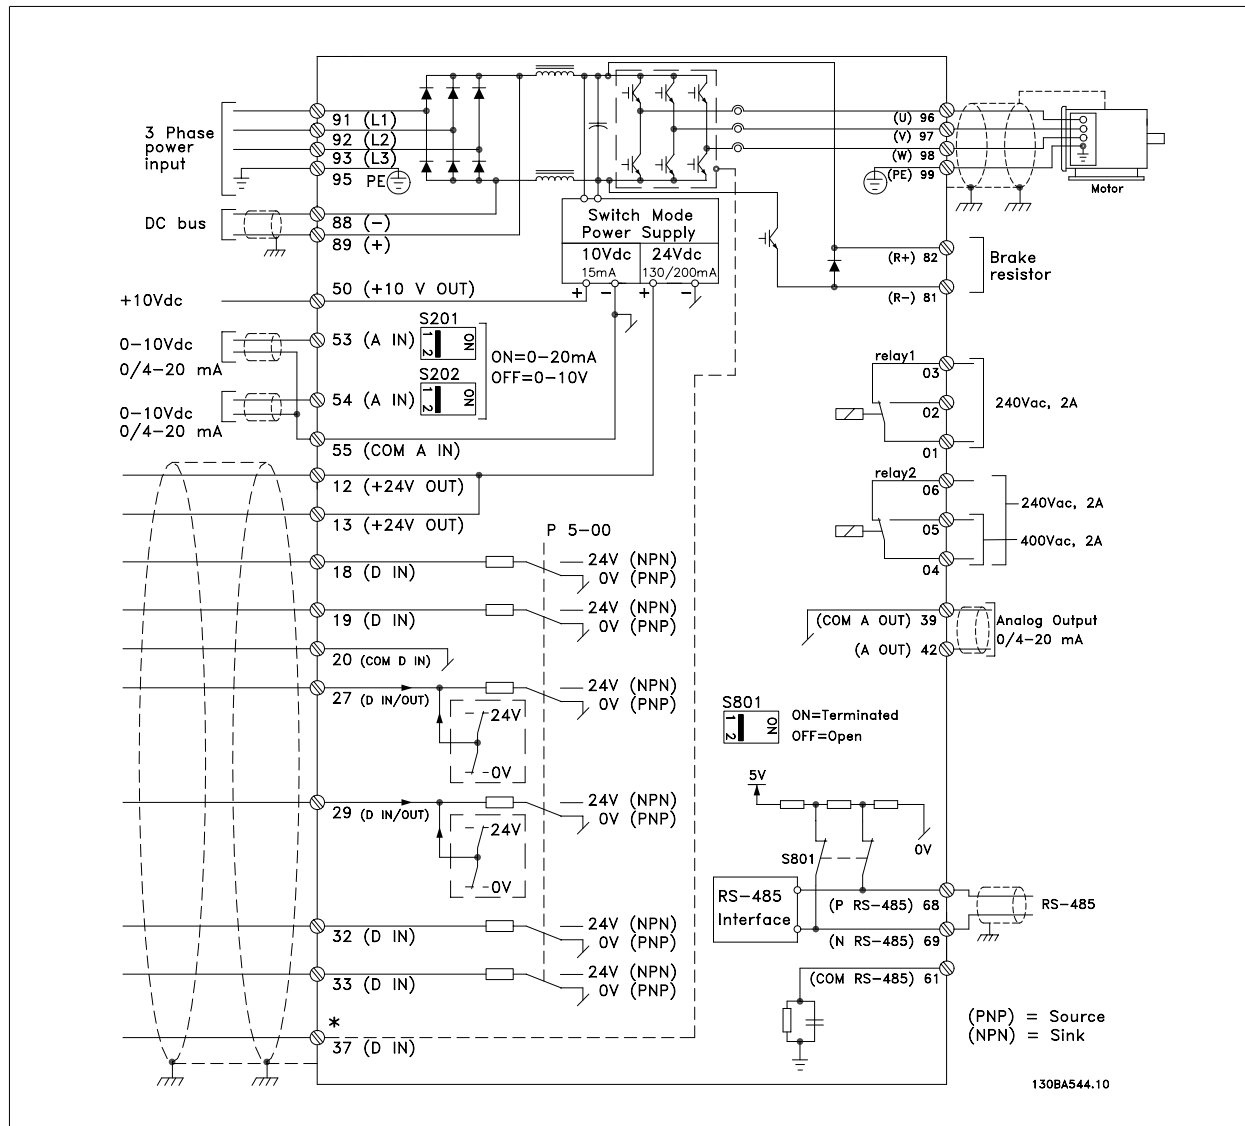 3 Phase
power
input
91 (L1)
92 (L2)
93 (L3)
95 PE
DC bus
88 (-)
89 (+)
+10Vdc
50 (+10 V OUT)
0-10Vdc
0/4-20 mA
53 (A IN)
S201
1 2
ON
0-10Vdc
0/4-20 mA
54 (A IN)
S202
1 2
ON
ON=0-20mA
OFF=0-10V
55 (COM A IN)
12 (+24V OUT)
13 (+24V OUT)
P 5-00
18 (D IN)
24V (NPN)
0V (PNP)
19 (D IN)
24V (NPN)
0V (PNP)
20 (COM D IN)
27 (D IN/OUT)
24V (NPN)
0V (PNP)
24V
0V
29 (D IN/OUT)
24V (NPN)
0V (PNP)
24V
0V
32 (D IN)
24V (NPN)
0V (PNP)
33 (D IN)
24V (NPN)
0V (PNP)
*
37 (D IN)
Switch Mode
Power Supply
10Vdc
15mA
24Vdc
130/200mA
+ - + -
(U) 96
(V) 97
(W) 98
(PE) 99
Motor
(R+) 82
(R-) 81
Brake
resistor
relay1
03
02
01
240Vac, 2A
relay2
06
05
04
240Vac, 2A
400Vac, 2A
(COM A OUT) 39
(A OUT) 42
Analog Output
0/4-20 mA
S801
1 2
ON
ON=Terminated
OFF=Open
5V
S801
0V
RS-485
Interface
(P RS-485) 68
(N RS-485) 69
(COM RS-485) 61
RS-485
(PNP) = Source
(NPN) = Sink
130BA544.10